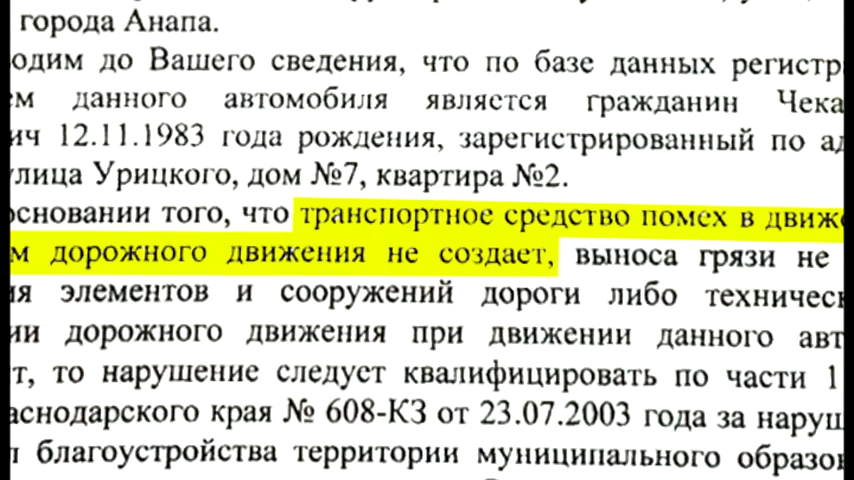 города Анапа.
одим до Вашего сведения, что по базе данных регистр
ем данного автомобиля является гражданин Чека
ич 12.11.1983 года рождения, зарегистрированный по ад
улица Урицкого, дом №7, квартира №2.
основании того, что транспортное средство помех в движе
м дорожного движения не создает, выноса грязи не
ия элементов и сооружений дороги либо техническ
ии дорожного движения при движении данного авт
т, то нарушение следует квалифицировать по части 1
аснодарского края № 608-КЗ от 23.07.2003 года за наруш
л благоустройства территории муниципального образов